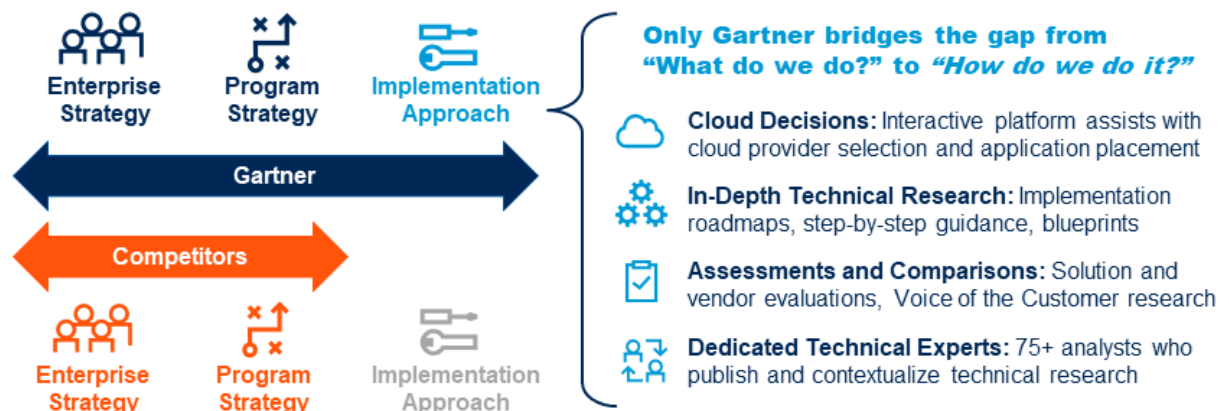 Enterprise
Strategy
Program
Strategy
Implementation
Approach
Gartner
Competitors
Enterprise
Strategy
Program
Strategy
Implementation
Approach
Only Gartner bridges the gap from
“What do we do?” to “How do we do it?”
Cloud Decisions: Interactive platform assists with
cloud provider selection and application placement
In-Depth Technical Research: Implementation
roadmaps, step-by-step guidance, blueprints
Assessments and Comparisons: Solution and
vendor evaluations, Voice of the Customer research
Dedicated Technical Experts: 75+ analysts who
publish and contextualize technical research